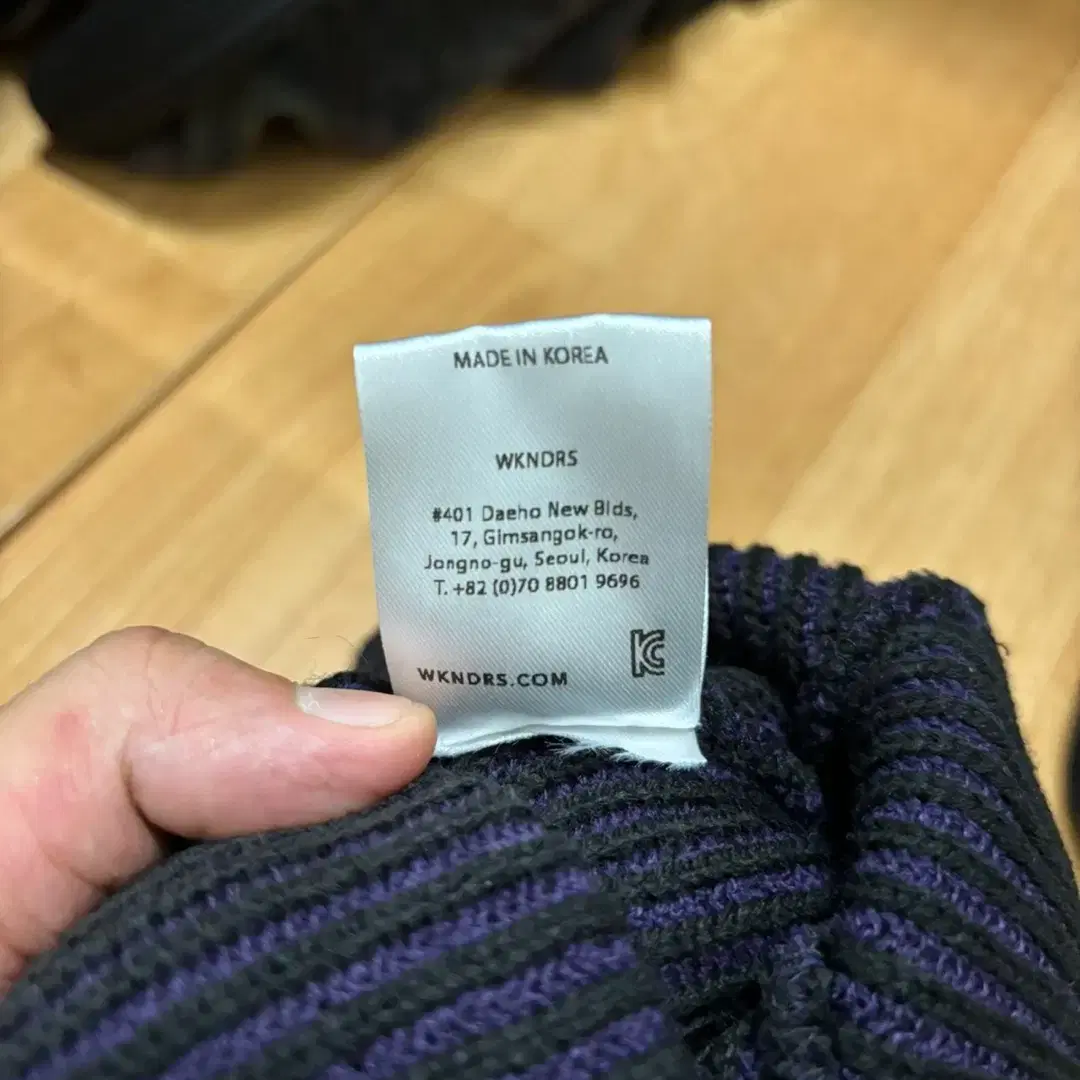 MADE IN KOREA
WKNDRS
#401 Daeho New Blds,
17, Gimsangok-ro,
Jongno-gu, Seoul, Korea
T. +82 (0)70 8801 9696
WKNDRS.COM
KC